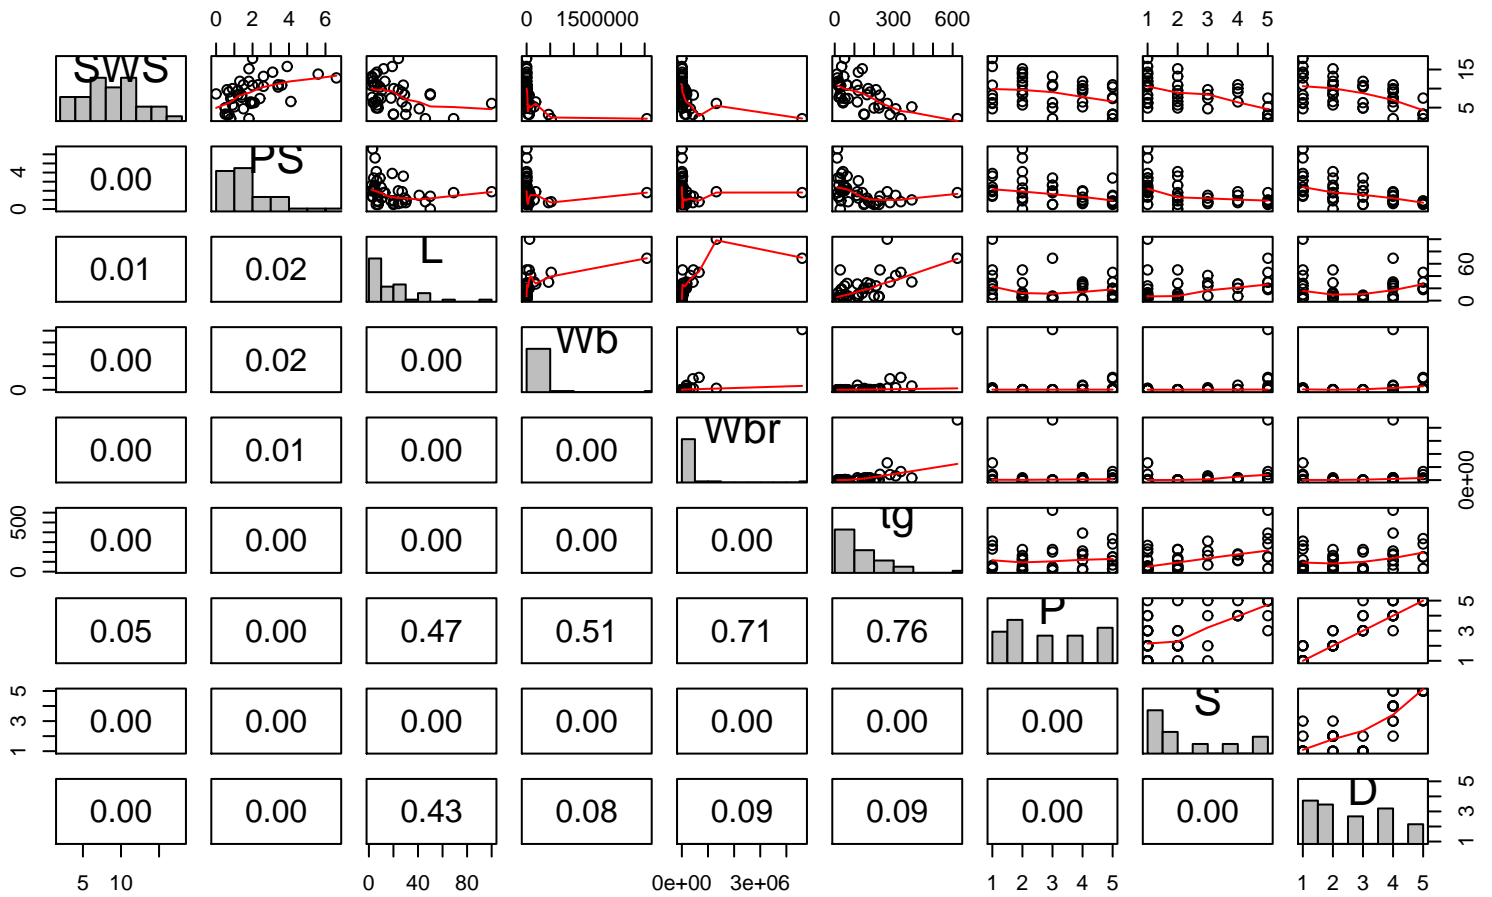 0 2 4 6 0 1500000 0 300 600 1 2 3 4 5
SWS 5 15
0 4 0.00 PS
0.01 0.02 L 0 60
0 0.00 0.02 0.00 Wb
0.00 0.01 0.00 0.00 Wbr 0e+00
0 500 0.00 0.00 0.00 0.00 0.00 tg
0.05 0.00 0.47 0.51 0.71 0.76 P 1 3 5
1 3 5 0.00 0.00 0.00 0.00 0.00 0.00 0.00 S
0.00 0.00 0.43 0.08 0.09 0.09 0.00 0.00 D 1 3 5
5 10 0 40 80 0e+00 3e+06 1 2 3 4 5 1 2 3 4 5